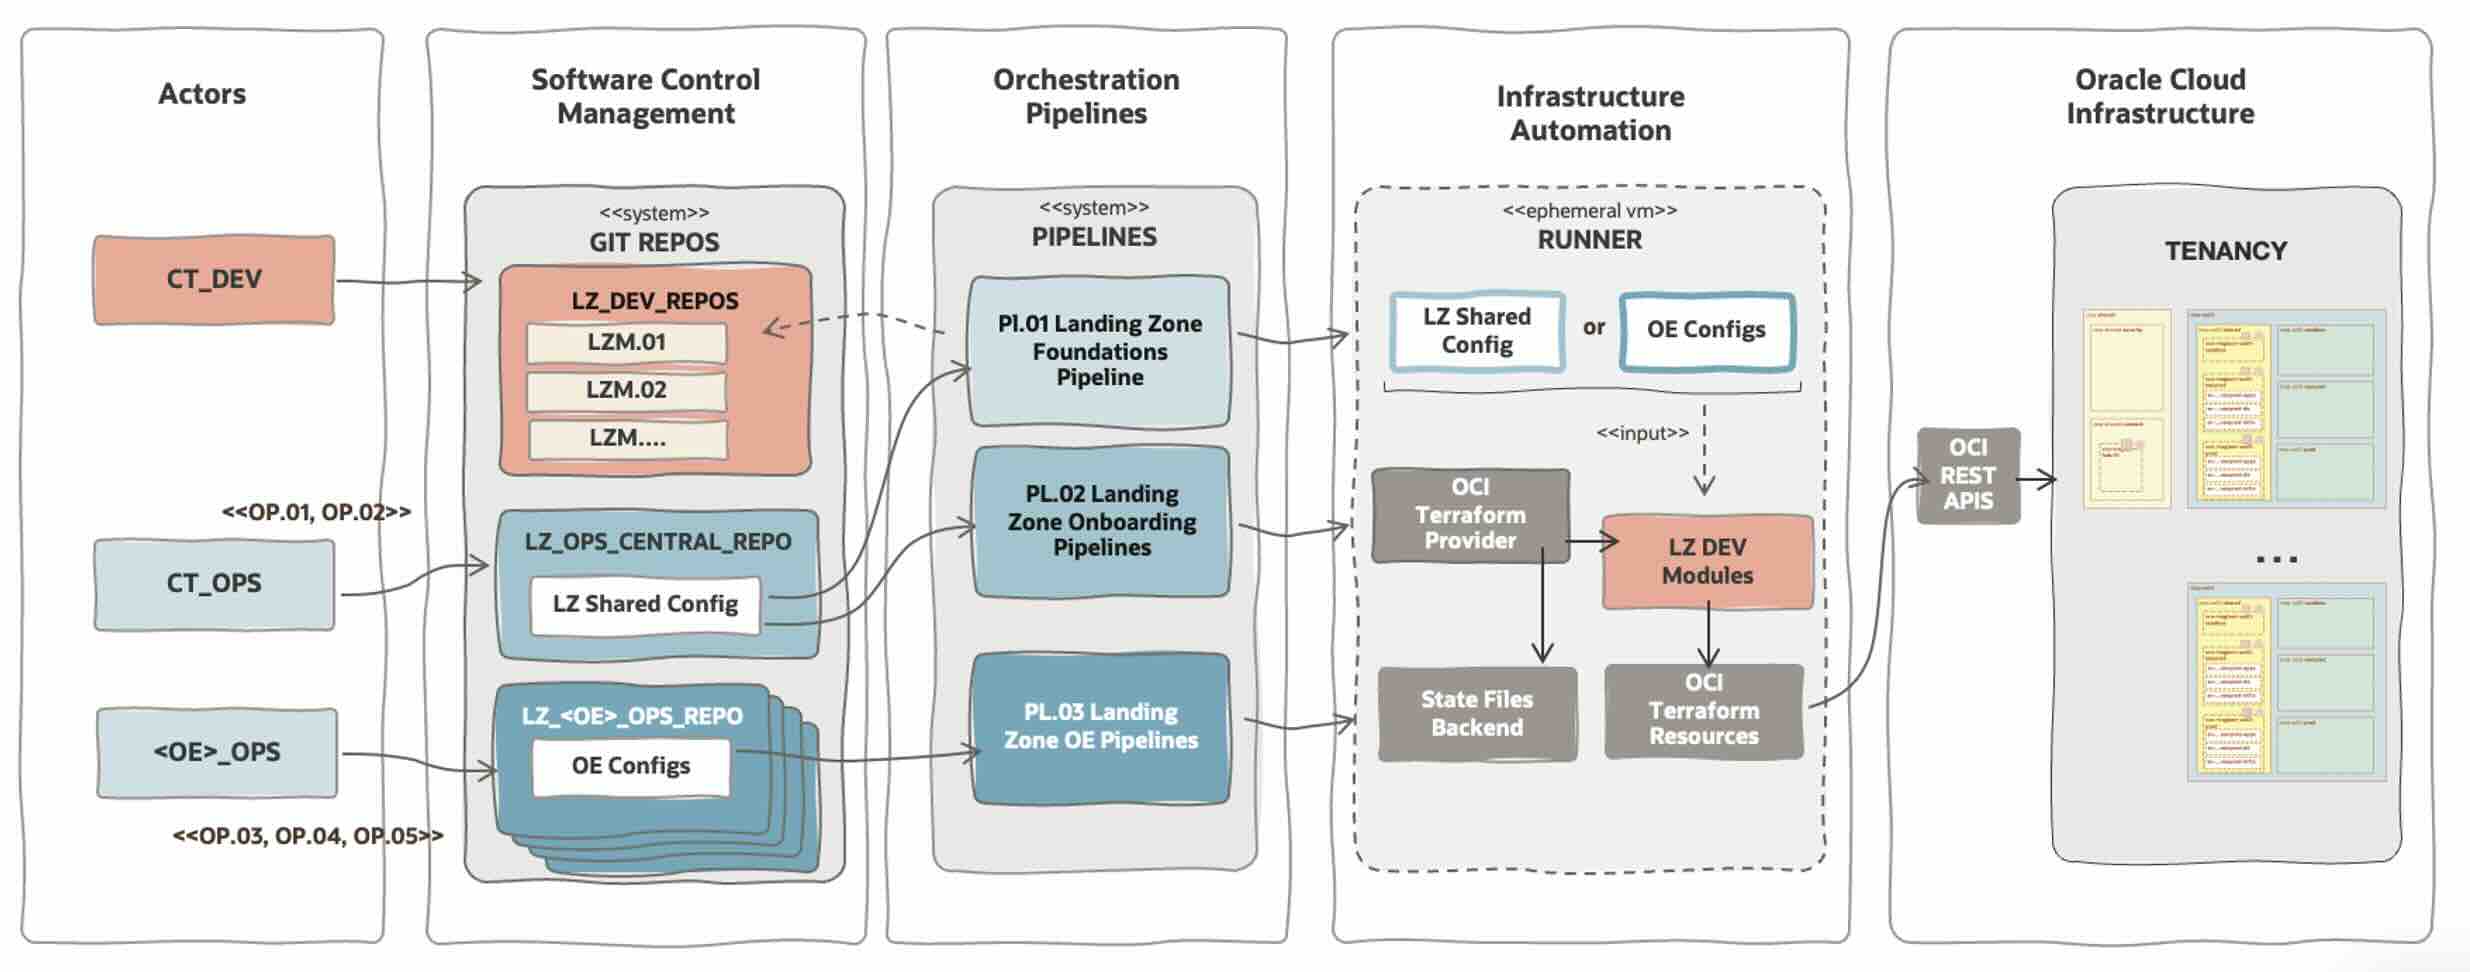 Actors
CT_DEV
<<OP.01, OP.02>>
CT_OPS
<OE>_OPS
<<OP.03, OP.04, OP.05>>
Software Control
Management
<<system>>
GIT REPOS
LZ_DEV_REPOS
LZM.01
LZM.02
LZM....
LZ_OPS_CENTRAL_REPO
LZ Shared Config
LZ_<OE>_OPS_REPO
OE Configs
Orchestration
Pipelines
<<system>>
PIPELINES
Pl.01 Landing Zone
Foundations
Pipeline
PL.02 Landing
Zone Onboarding
Pipelines
PL.03 Landing
Zone OE Pipelines
Infrastructure
Automation
<<ephemeral vm>>
RUNNER
LZ Shared
Config
or
OE Configs
<<input>>
OCI
Terraform
Provider
LZ DEV
Modules
State Files
Backend
OCI
Terraform
Resources
Oracle Cloud
Infrastructure
OCI
REST
APIS
TENANCY
...